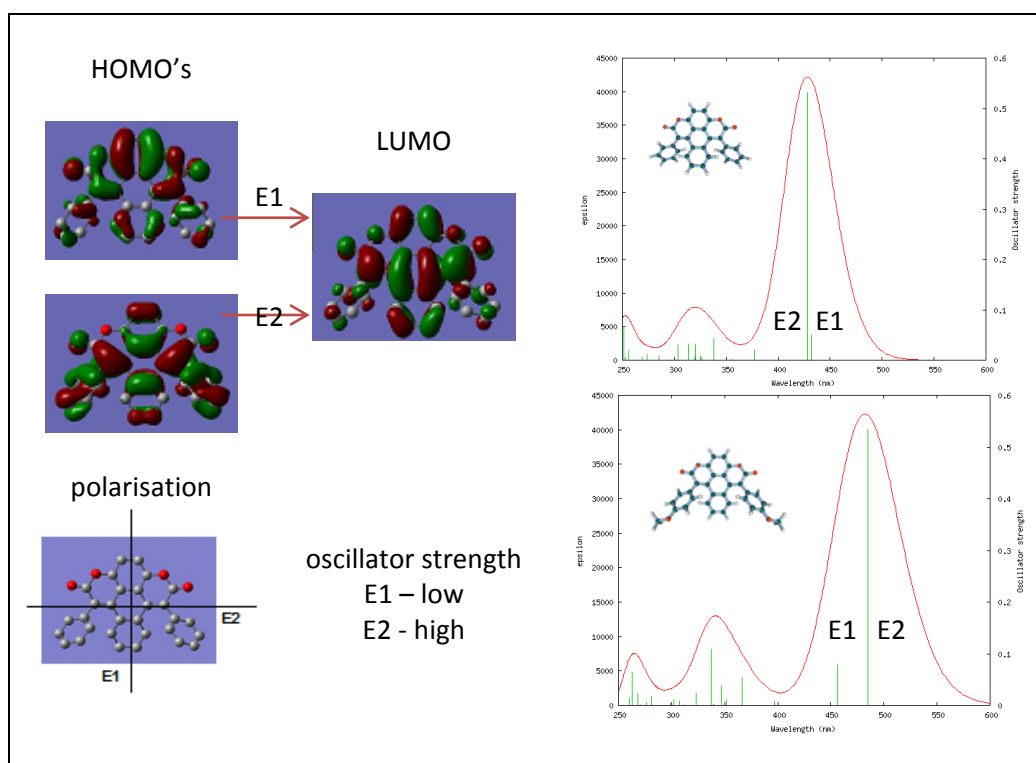 HOMO's
LUMO
E1
E2
polarisation
E2
E1
oscillator strength
E1 – low
E2 - high
45000
40000
35000
30000
25000
20000
15000
10000
5000
0
epsilon
0.6
0.5
0.4
0.3
0.2
0.1
0
Oscillator strength
E2 E1
250 300 350 400 450 500 550 600
Wavelength (nm)
45000
40000
35000
30000
25000
20000
15000
10000
5000
0
epsilon
0.6
0.5
0.4
0.3
0.2
0.1
0
Oscillator strength
E1 E2
250 300 350 400 450 500 550 600
Wavelength (nm)